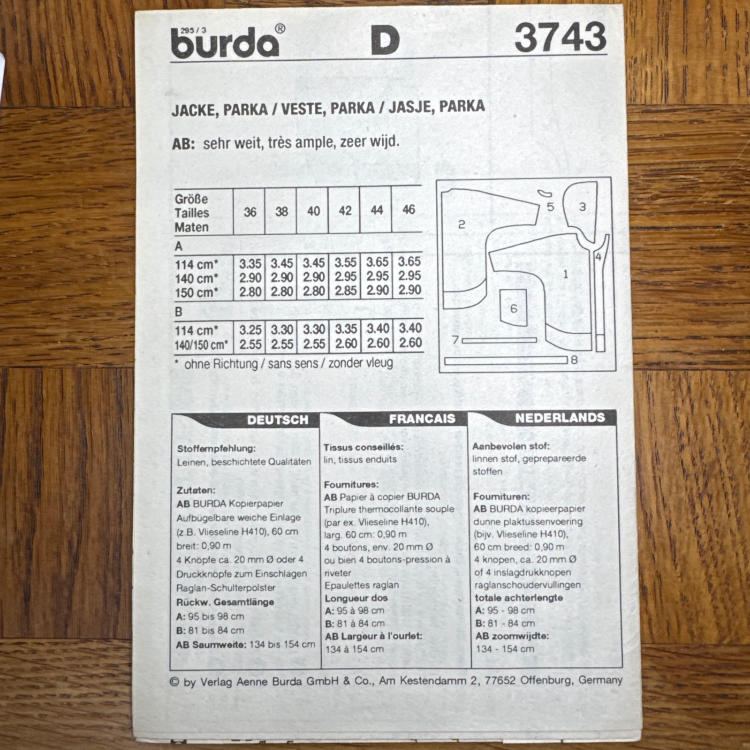 295 / 3
burda® D 3743
JACKE, PARKA / VESTE, PARKA / JASJE, PARKA
AB: sehr weit, très ample, zeer wijd.
Größe
Tailles 36 38 40 42 44 46
Maten
A
114 cm* 3.35 3.45 3.45 3.55 3.65 3.65
140 cm* 2.90 2.90 2.90 2.95 2.95 2.95
150 cm* 2.80 2.80 2.80 2.85 2.90 2.90
B
114 cm* 3.25 3.30 3.30 3.35 3.40 3.40
140/150 cm* 2.55 2.55 2.55 2.60 2.60 2.60
* ohne Richtung / sans sens / zonder vleug
2
5
3
4
1
6
7
8
DEUTSCH
Stoffempfehlung:
Leinen, beschichtete Qualitäten
Zutaten:
AB BURDA Kopierpapier
Aufbügelbare weiche Einlage
(z.B. Vlieseline H410), 60 cm
breit: 0,90 m
4 Knöpfe ca. 20 mm Ø oder 4
Druckknöpfe zum Einschlagen
Raglan-Schulterpolster
Rückw. Gesamtlänge
A: 95 bis 98 cm
B: 81 bis 84 cm
AB Saumweite: 134 bis 154 cm
FRANCAIS
Tissus conseillés:
lin, tissus enduits
Fournitures:
AB Papier à copier BURDA
Triplure thermocollante souple
(par ex. Vlieseline H410),
larg. 60 cm: 0,90 m
4 boutons, env. 20 mm Ø
ou bien 4 boutons-pression à
riveter
Epaulettes raglan
Longueur dos
A: 95 à 98 cm
B: 81 à 84 cm
AB Largeur à l'ourlet:
134 à 154 cm
NEDERLANDS
Aanbevolen stof:
linnen stof, geprepareerde
stoffen
Fournituren:
AB BURDA kopieerpapier
dunne plaktussenvoering
(bijv. Vlieseline H410),
60 cm breed: 0,90 m
4 knopen, ca. 20 mm Ø
of 4 inslagdrukknopen
raglanschoudervullingen
totale achterlengte
A: 95 - 98 cm
B: 81 - 84 cm
AB zoomwijdte:
134 - 154 cm
© by Verlag Aenne Burda GmbH & Co., Am Kestendamm 2, 77652 Offenburg, Germany